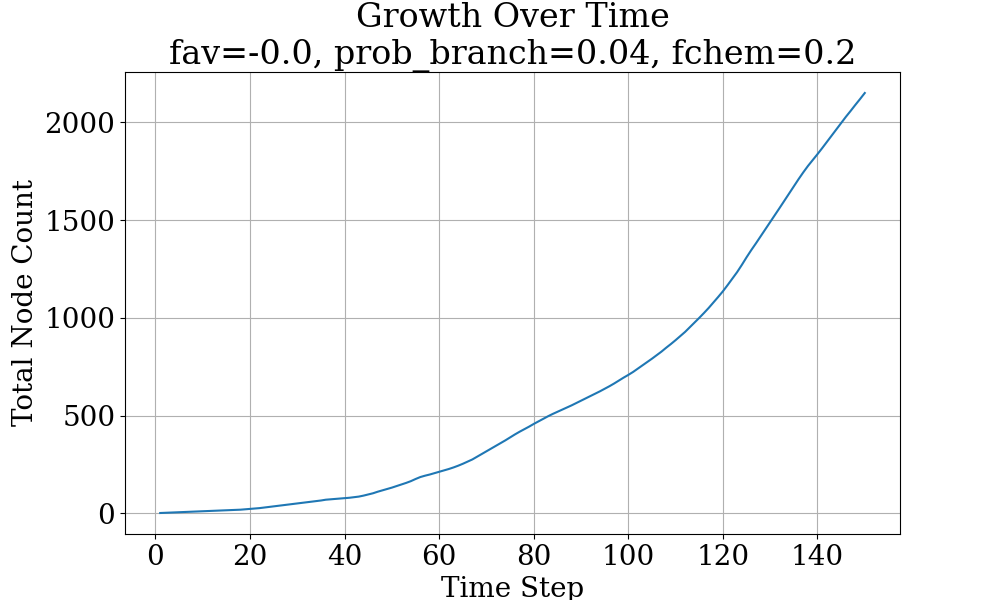 Growth Over Time
fav=-0.0, prob_branch=0.04, fchem=0.2
Total Node Count
2000
1500
1000
500
0
0 20 40 60 80 100 120 140
Time Step